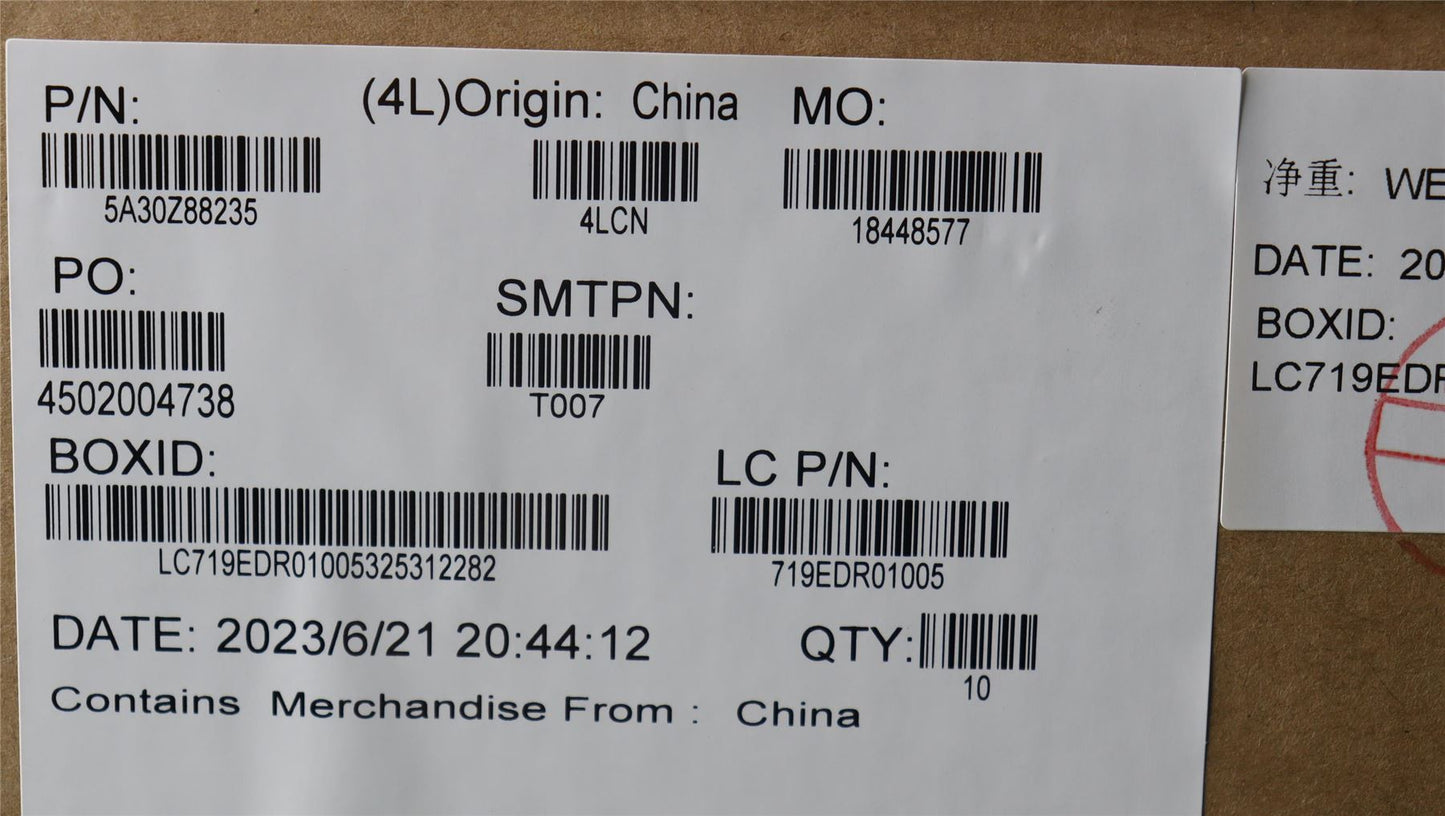 P/N:
(4L)Origin: China
MO:
5A30Z88235
4LCN
18448577
PO:
SMTPN:
4502004738
T007
BOXID:
LC P/N:
LC719EDR01005325312282
719EDR01005
DATE: 2023/6/21 20:44:12
QTY:
10
Contains Merchandise From : China
净重: WE
DATE: 20
BOXID:
LC719EDR